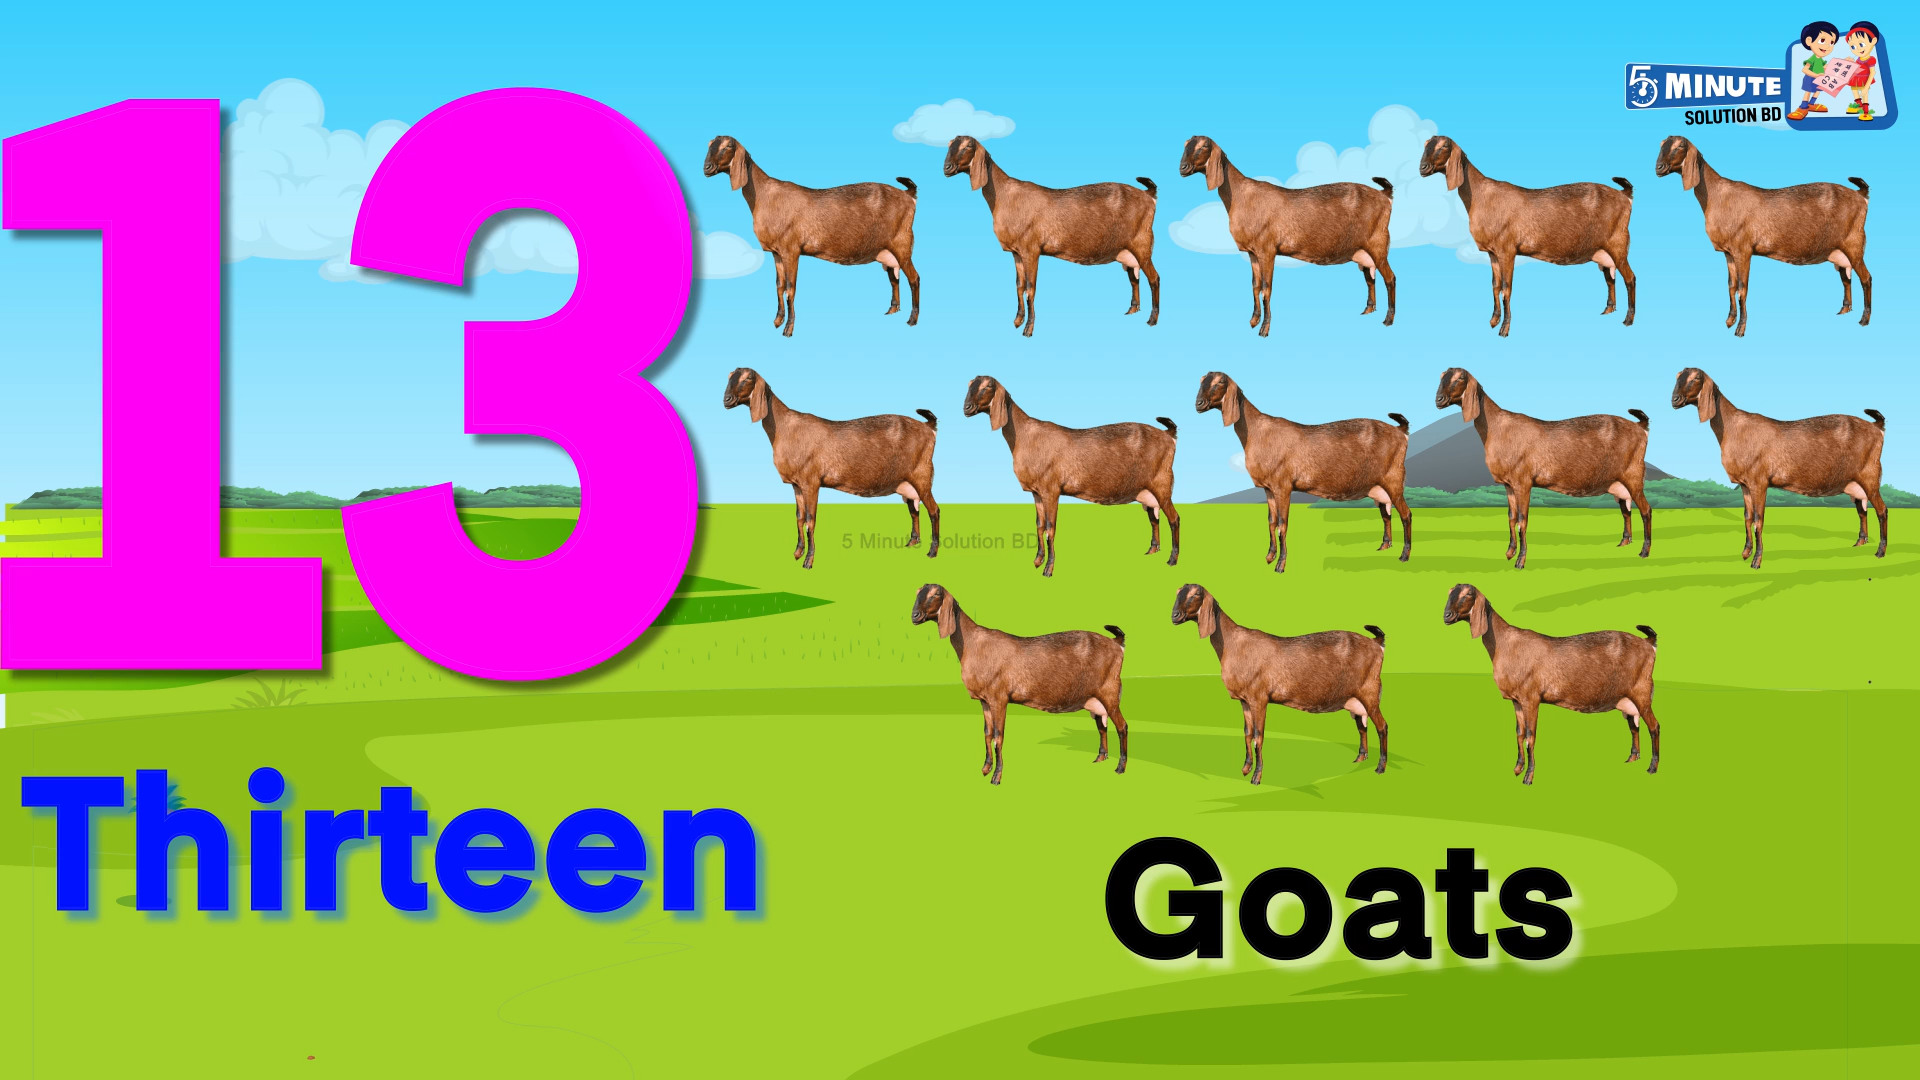 13
5 MINUTE
SOLUTION BD
5 Minute Solution BD
Thirteen
Goats